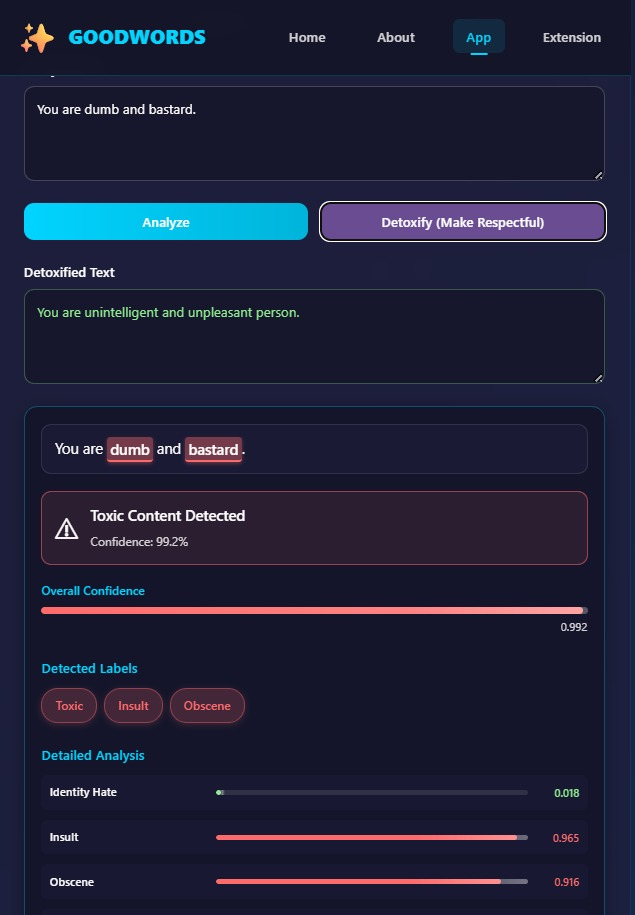 GOODWORDS
Home
About
App
Extension
You are dumb and bastard.
Analyze
Detoxify (Make Respectful)
Detoxified Text
You are unintelligent and unpleasant person.
You are dumb and bastard.
Toxic Content Detected
Confidence: 99.2%
Overall Confidence
0.992
Detected Labels
Toxic
Insult
Obscene
Detailed Analysis
Identity Hate 0.018
Insult 0.965
Obscene 0.916